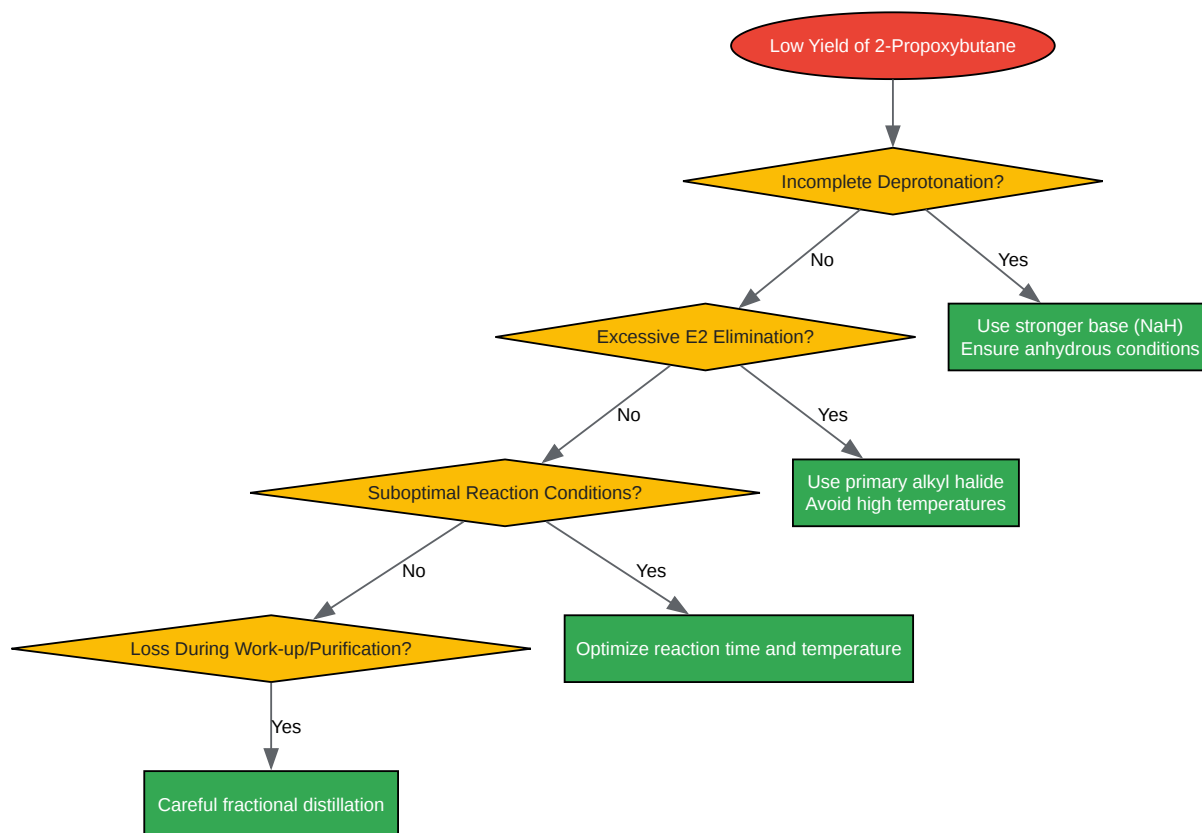 Low Yield of 2-Propoxybutane
Incomplete Deprotonation?
No
Yes
Excessive E2 Elimination?
Use stronger base (NaH)
Ensure anhydrous conditions
No
Yes
Suboptimal Reaction Conditions?
Use primary alkyl halide
Avoid high temperatures
No
Yes
Loss During Work-up/Purification?
Optimize reaction time and temperature
Yes
Careful fractional distillation